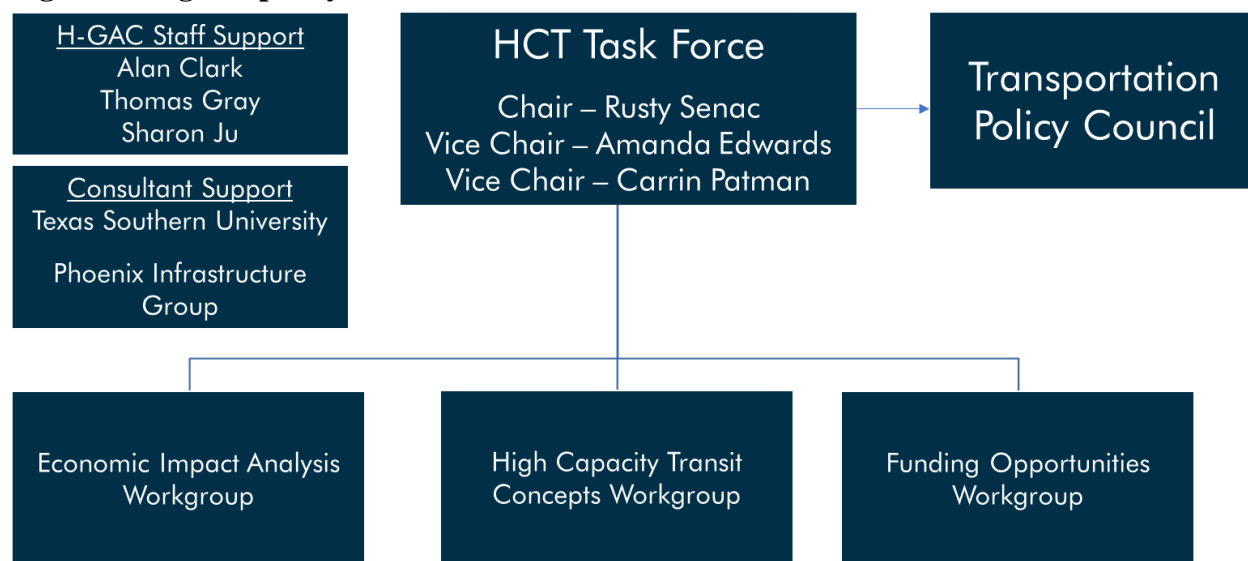 H-GAC Staff Support
Alan Clark
Thomas Gray
Sharon Ju
Consultant Support
Texas Southern University
Phoenix Infrastructure
Group
HCT Task Force
Chair – Rusty Senac
Vice Chair – Amanda Edwards
Vice Chair – Carrin Patman
Transportation
Policy Council
Economic Impact Analysis
Workgroup
High Capacity Transit
Concepts Workgroup
Funding Opportunities
Workgroup